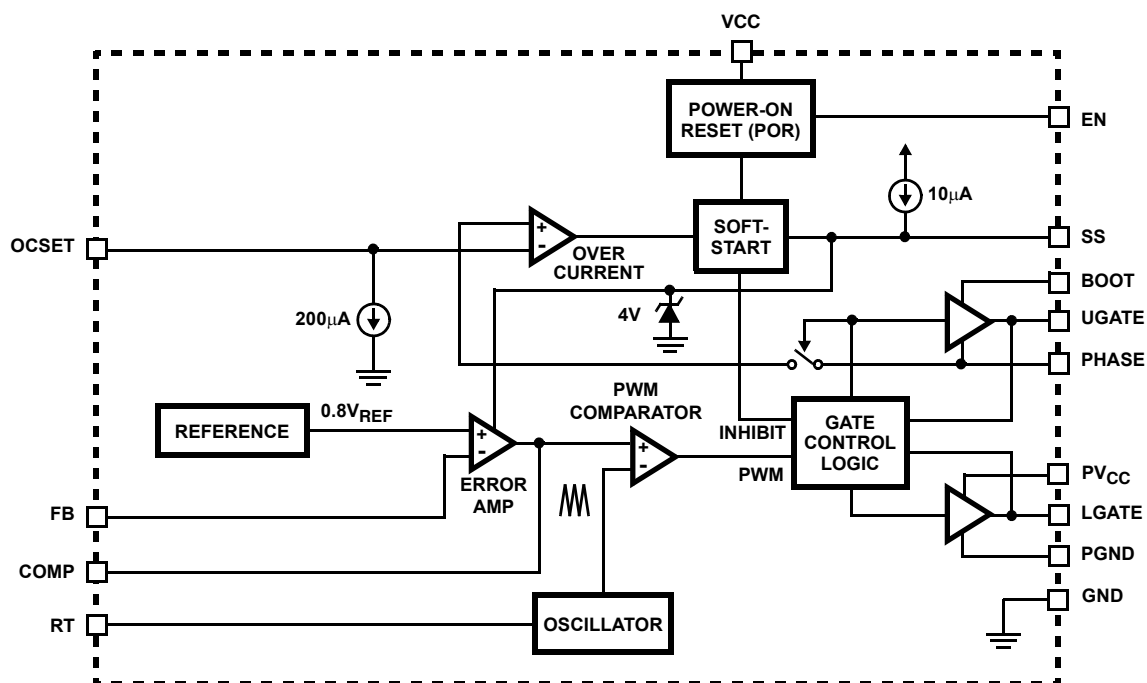 VCC
POWER-ON
RESET (POR)
EN
10µA
SOFT-
START
OCSET
+
-
OVER
CURRENT
SS
BOOT
200µA
4V
UGATE
PHASE
PWM
COMPARATOR
0.8VREF
REFERENCE
+
-
+
-
INHIBIT
GATE
CONTROL
LOGIC
PWM
ERROR
AMP
PVCC
FB
LGATE
COMP
PGND
GND
RT
OSCILLATOR